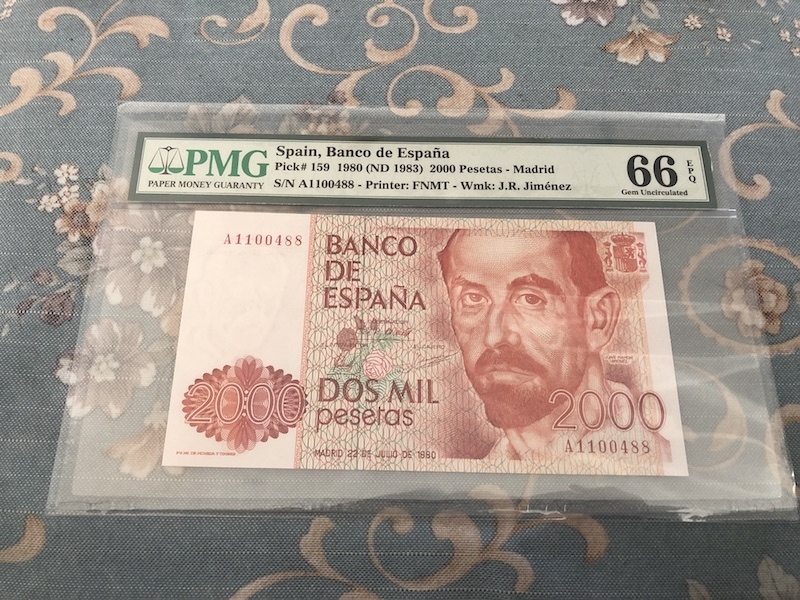 PMG
PAPER MONEY GUARANTY
Spain, Banco de España
Pick# 159 1980 (ND 1983) 2000 Pesetas - Madrid
S/N A1100488 - Printer: FNMT - Wmk: J.R. Jiménez
66
EPQ
Gem Uncirculated
A1100488
BANCO
DE
ESPAÑA
DOS MIL
pesetas
2000
2000
A1100488
MADRID 22 DE JULIO DE 1980